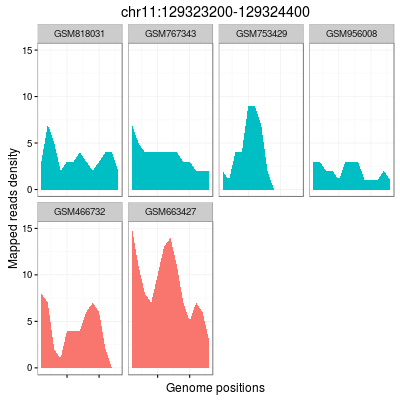 chr11:129323200-129324400
GSM818031 GSM767343 GSM753429 GSM956008
15
10
5
0
Mapped reads density
GSM466732 GSM663427
15
10
5
0
Genome positions